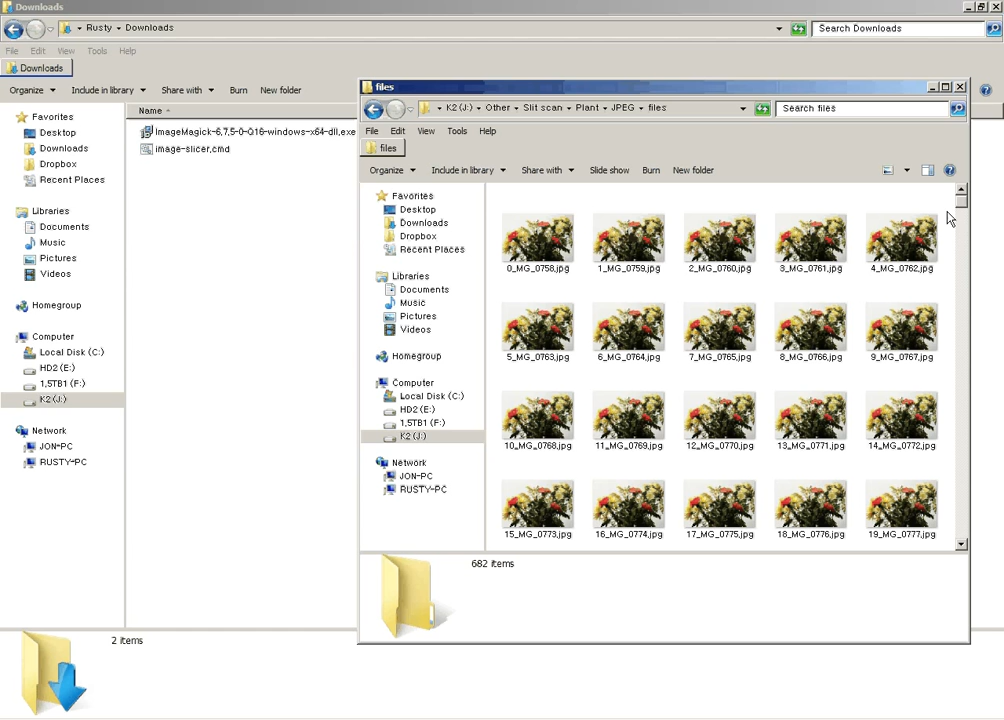 Downloads
Rusty Downloads
Search Downloads
File Edit View Tools Help
Downloads
Organize Include in library Share with Burn New folder
Name
ImageMagick-6,7,5-0-Q16-windows-x64-dll,exe
image-slicer,cmd
Favorites
Desktop
Downloads
Dropbox
Recent Places
Libraries
Documents
Music
Pictures
Videos
Homegroup
Computer
Local Disk (C:)
HD2 (E:)
1,5TB1 (F:)
K2 (J:)
Network
JON-PC
RUSTY-PC
2 items
files
K2 (J:) Other Slit scan Plant JPEG files
Search files
File Edit View Tools Help
files
Organize Include in library Share with Slide show Burn New folder
Favorites
Desktop
Downloads
Dropbox
Recent Places
Libraries
Documents
Music
Pictures
Videos
Homegroup
Computer
Local Disk (C:)
HD2 (E:)
1,5TB1 (F:)
K2 (J:)
Network
JON-PC
RUSTY-PC
0_MG_0758.jpg 1_MG_0759.jpg 2_MG_0760.jpg 3_MG_0761.jpg 4_MG_0762.jpg
5_MG_0763.jpg 6_MG_0764.jpg 7_MG_0765.jpg 8_MG_0766.jpg 9_MG_0767.jpg
10_MG_0768.jpg 11_MG_0769.jpg 12_MG_0770.jpg 13_MG_0771.jpg 14_MG_0772.jpg
15_MG_0773.jpg 16_MG_0774.jpg 17_MG_0775.jpg 18_MG_0776.jpg 19_MG_0777.jpg
682 items